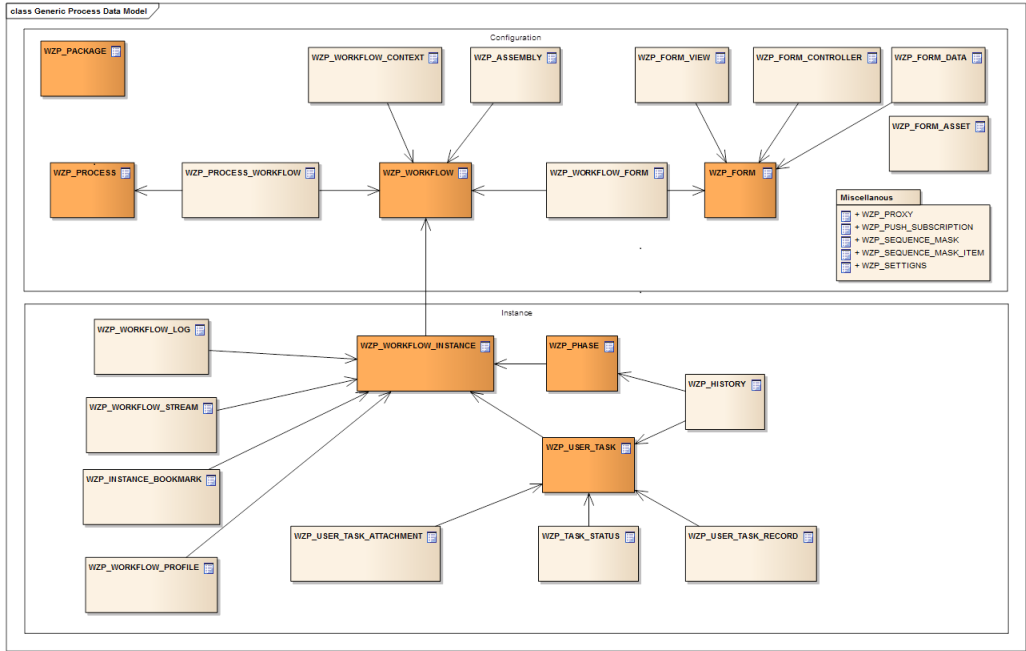 class Generic Process Data Model
Configuration
WZP_PACKAGE
WZP_WORKFLOW_CONTEXT
WZP_ASSEMBLY
WZP_FORM_VIEW
WZP_FORM_CONTROLLER
WZP_FORM_DATA
WZP_FORM_ASSET
WZP_PROCESS
WZP_PROCESS_WORKFLOW
WZP_WORKFLOW
WZP_WORKFLOW_FORM
WZP_FORM
Miscellanous
+ WZP_PROXY
+ WZP_PUSH_SUBSCRIPTION
+ WZP_SEQUENCE_MASK
+ WZP_SEQUENCE_MASK_ITEM
+ WZP_SETTIGNS
Instance
WZP_WORKFLOW_LOG
WZP_WORKFLOW_INSTANCE
WZP_PHASE
WZP_HISTORY
WZP_WORKFLOW_STREAM
WZP_USER_TASK
WZP_INSTANCE_BOOKMARK
WZP_USER_TASK_ATTACHMENT
WZP_TASK_STATUS
WZP_USER_TASK_RECORD
WZP_WORKFLOW_PROFILE